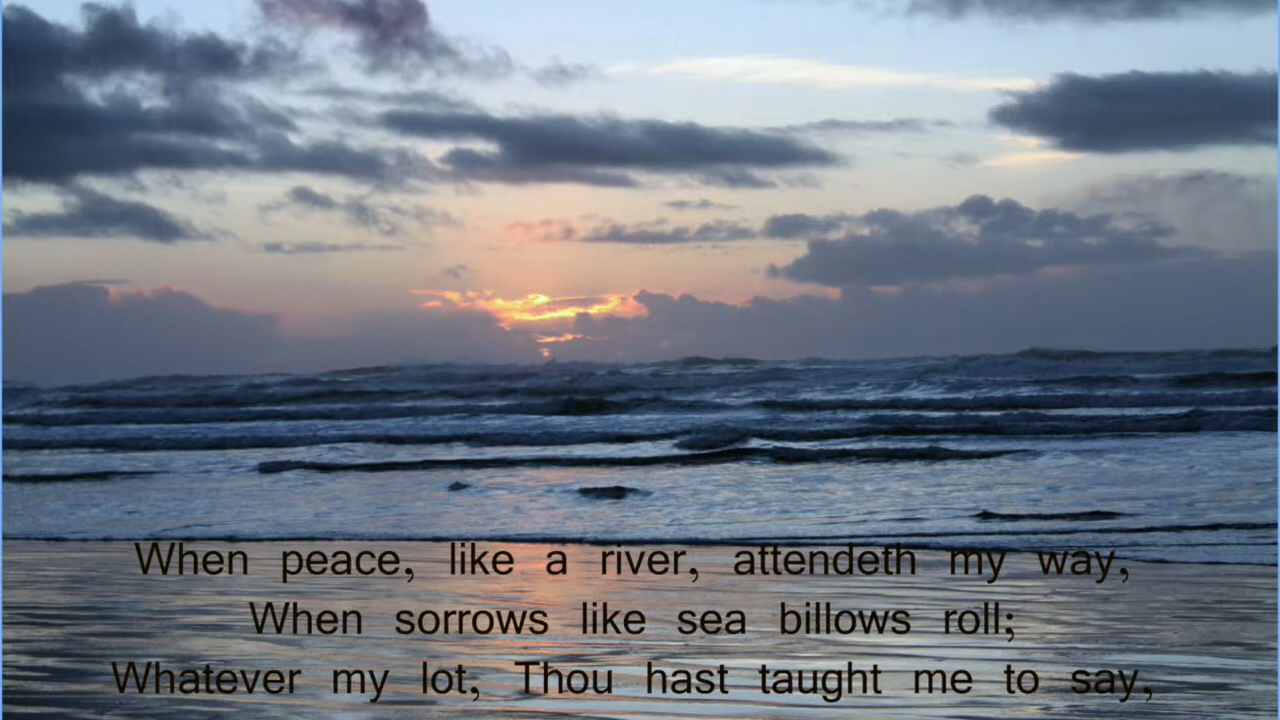 When peace, like a river, attendeth my way,
When sorrows like sea billows roll;
Whatever my lot, Thou hast taught me to say,